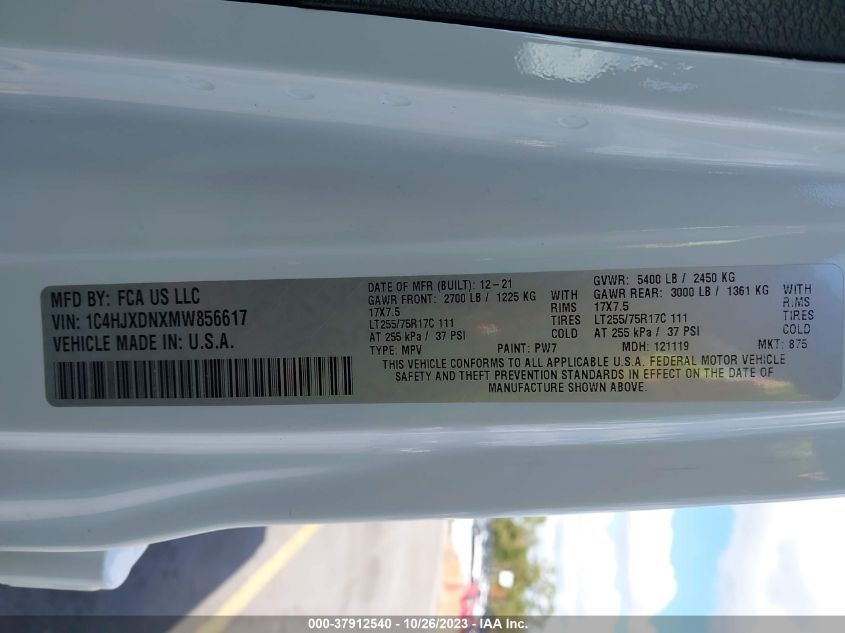 MFD BY: FCA US LLC
VIN: 1C4HJXDNXMW856617
VEHICLE MADE IN: U.S.A.
DATE OF MFR (BUILT): 12-21
GAWR FRONT: 2700 LB / 1225 KG WITH
17X7.5 RIMS
LT255/75R17C 111 TIRES
AT 255 kPa / 37 PSI COLD
GVWR: 5400 LB / 2450 KG
GAWR REAR: 3000 LB / 1361 KG WITH
17X7.5 RIMS
LT255/75R17C 111 TIRES
AT 255 kPa / 37 PSI COLD
TYPE: MPV PAINT: PW7 MDH: 121119 MKT: 875
THIS VEHICLE CONFORMS TO ALL APPLICABLE U.S.A. FEDERAL MOTOR VEHICLE
SAFETY AND THEFT PREVENTION STANDARDS IN EFFECT ON THE DATE OF
MANUFACTURE SHOWN ABOVE.
000-37912540 - 10/26/2023 - IAA Inc.